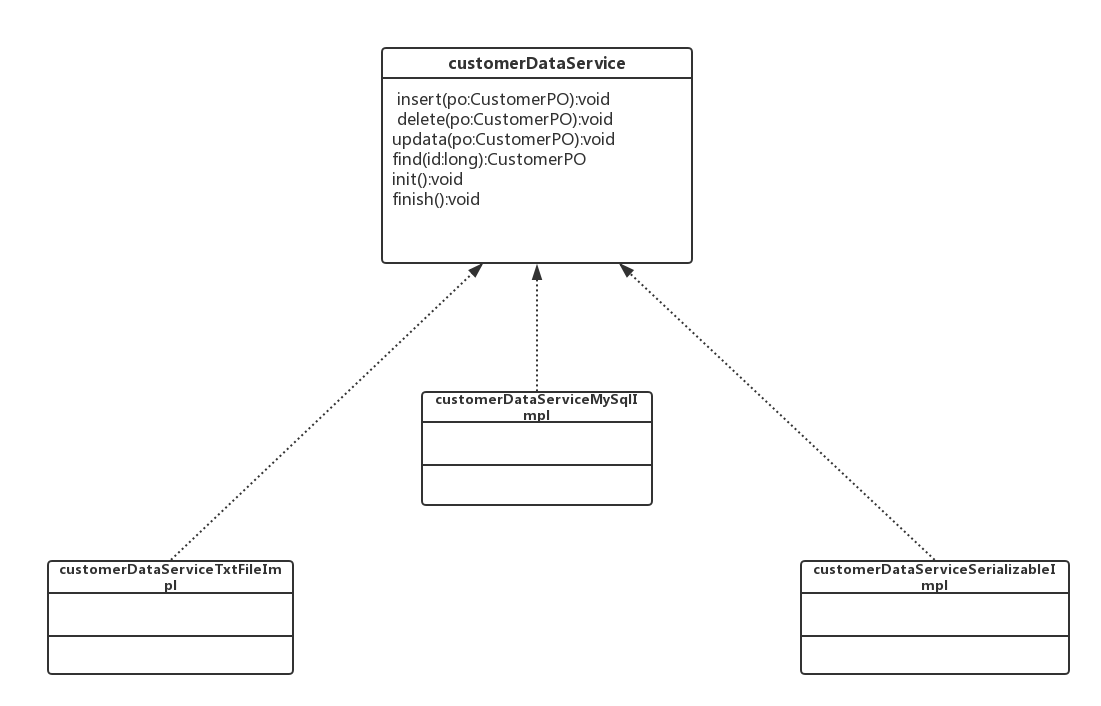 customerDataService
insert(po:CustomerPO):void
delete(po:CustomerPO):void
updata(po:CustomerPO):void
find(id:long):CustomerPO
init():void
finish():void
customerDataServiceMySqlI
mpl
customerDataServiceTxtFileIm
pl
customerDataServiceSerializableI
mpl